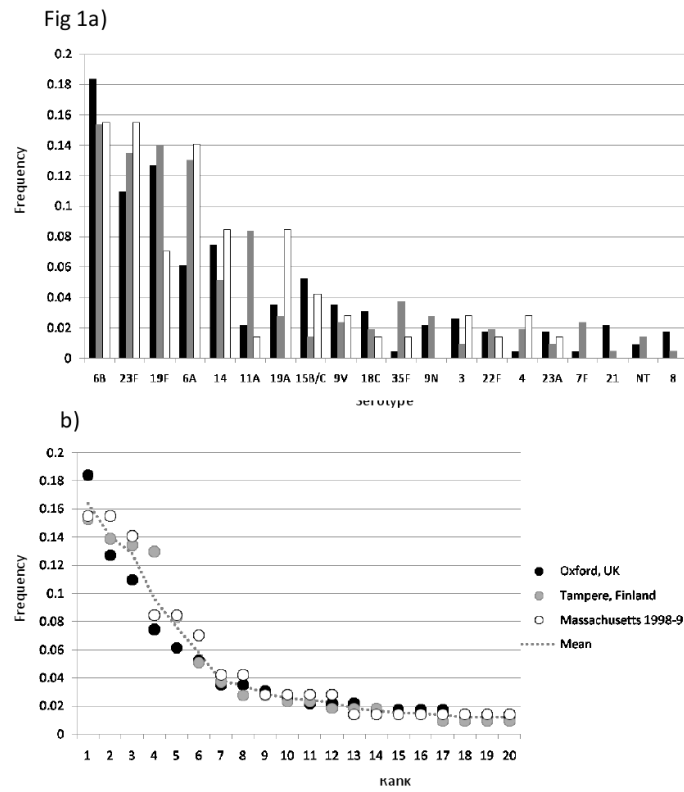 Fig 1a)
0.2
0.18
0.16
0.14
0.12
0.1
0.08
0.06
0.04
0.02
0
Frequency
6B 23F 19F 6A 14 11A 19A 15B/C 9V 18C 35F 9N 3 22F 4 23A 7F 21 NT 8
Serotype
b)
0.2
0.18
0.16
0.14
0.12
0.1
0.08
0.06
0.04
0.02
0
Frequency
1 2 3 4 5 6 7 8 9 10 11 12 13 14 15 16 17 18 19 20
Rank
Oxford, UK
Tampere, Finland
Massachusetts 1998-9
Mean